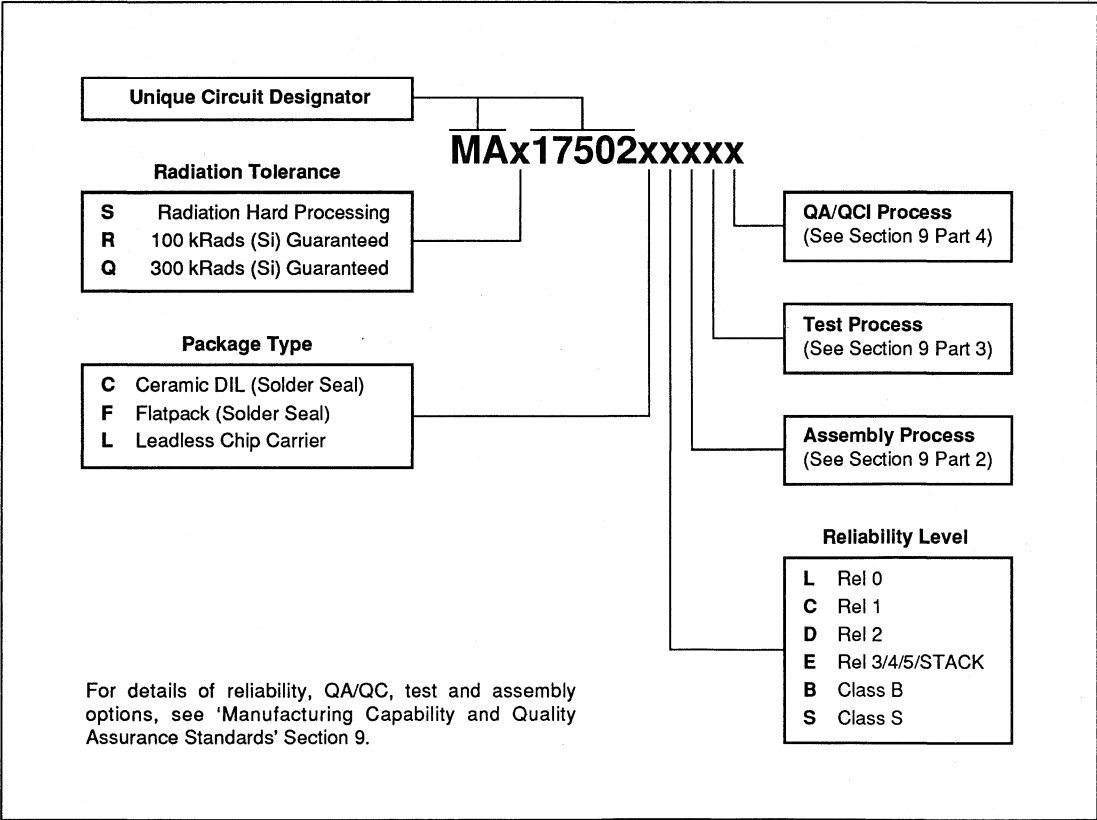 Unique Circuit Designator
MAx17502xxxxx
Radiation Tolerance
S Radiation Hard Processing
R 100 kRads (Si) Guaranteed
Q 300 kRads (Si) Guaranteed
Package Type
C Ceramic DIL (Solder Seal)
F Flatpack (Solder Seal)
L Leadless Chip Carrier
QA/QCI Process
(See Section 9 Part 4)
Test Process
(See Section 9 Part 3)
Assembly Process
(See Section 9 Part 2)
Reliability Level
L Rel 0
C Rel 1
D Rel 2
E Rel 3/4/5/STACK
B Class B
S Class S
For details of reliability, QA/QC, test and assembly
options, see ‘Manufacturing Capability and Quality
Assurance Standards’ Section 9.